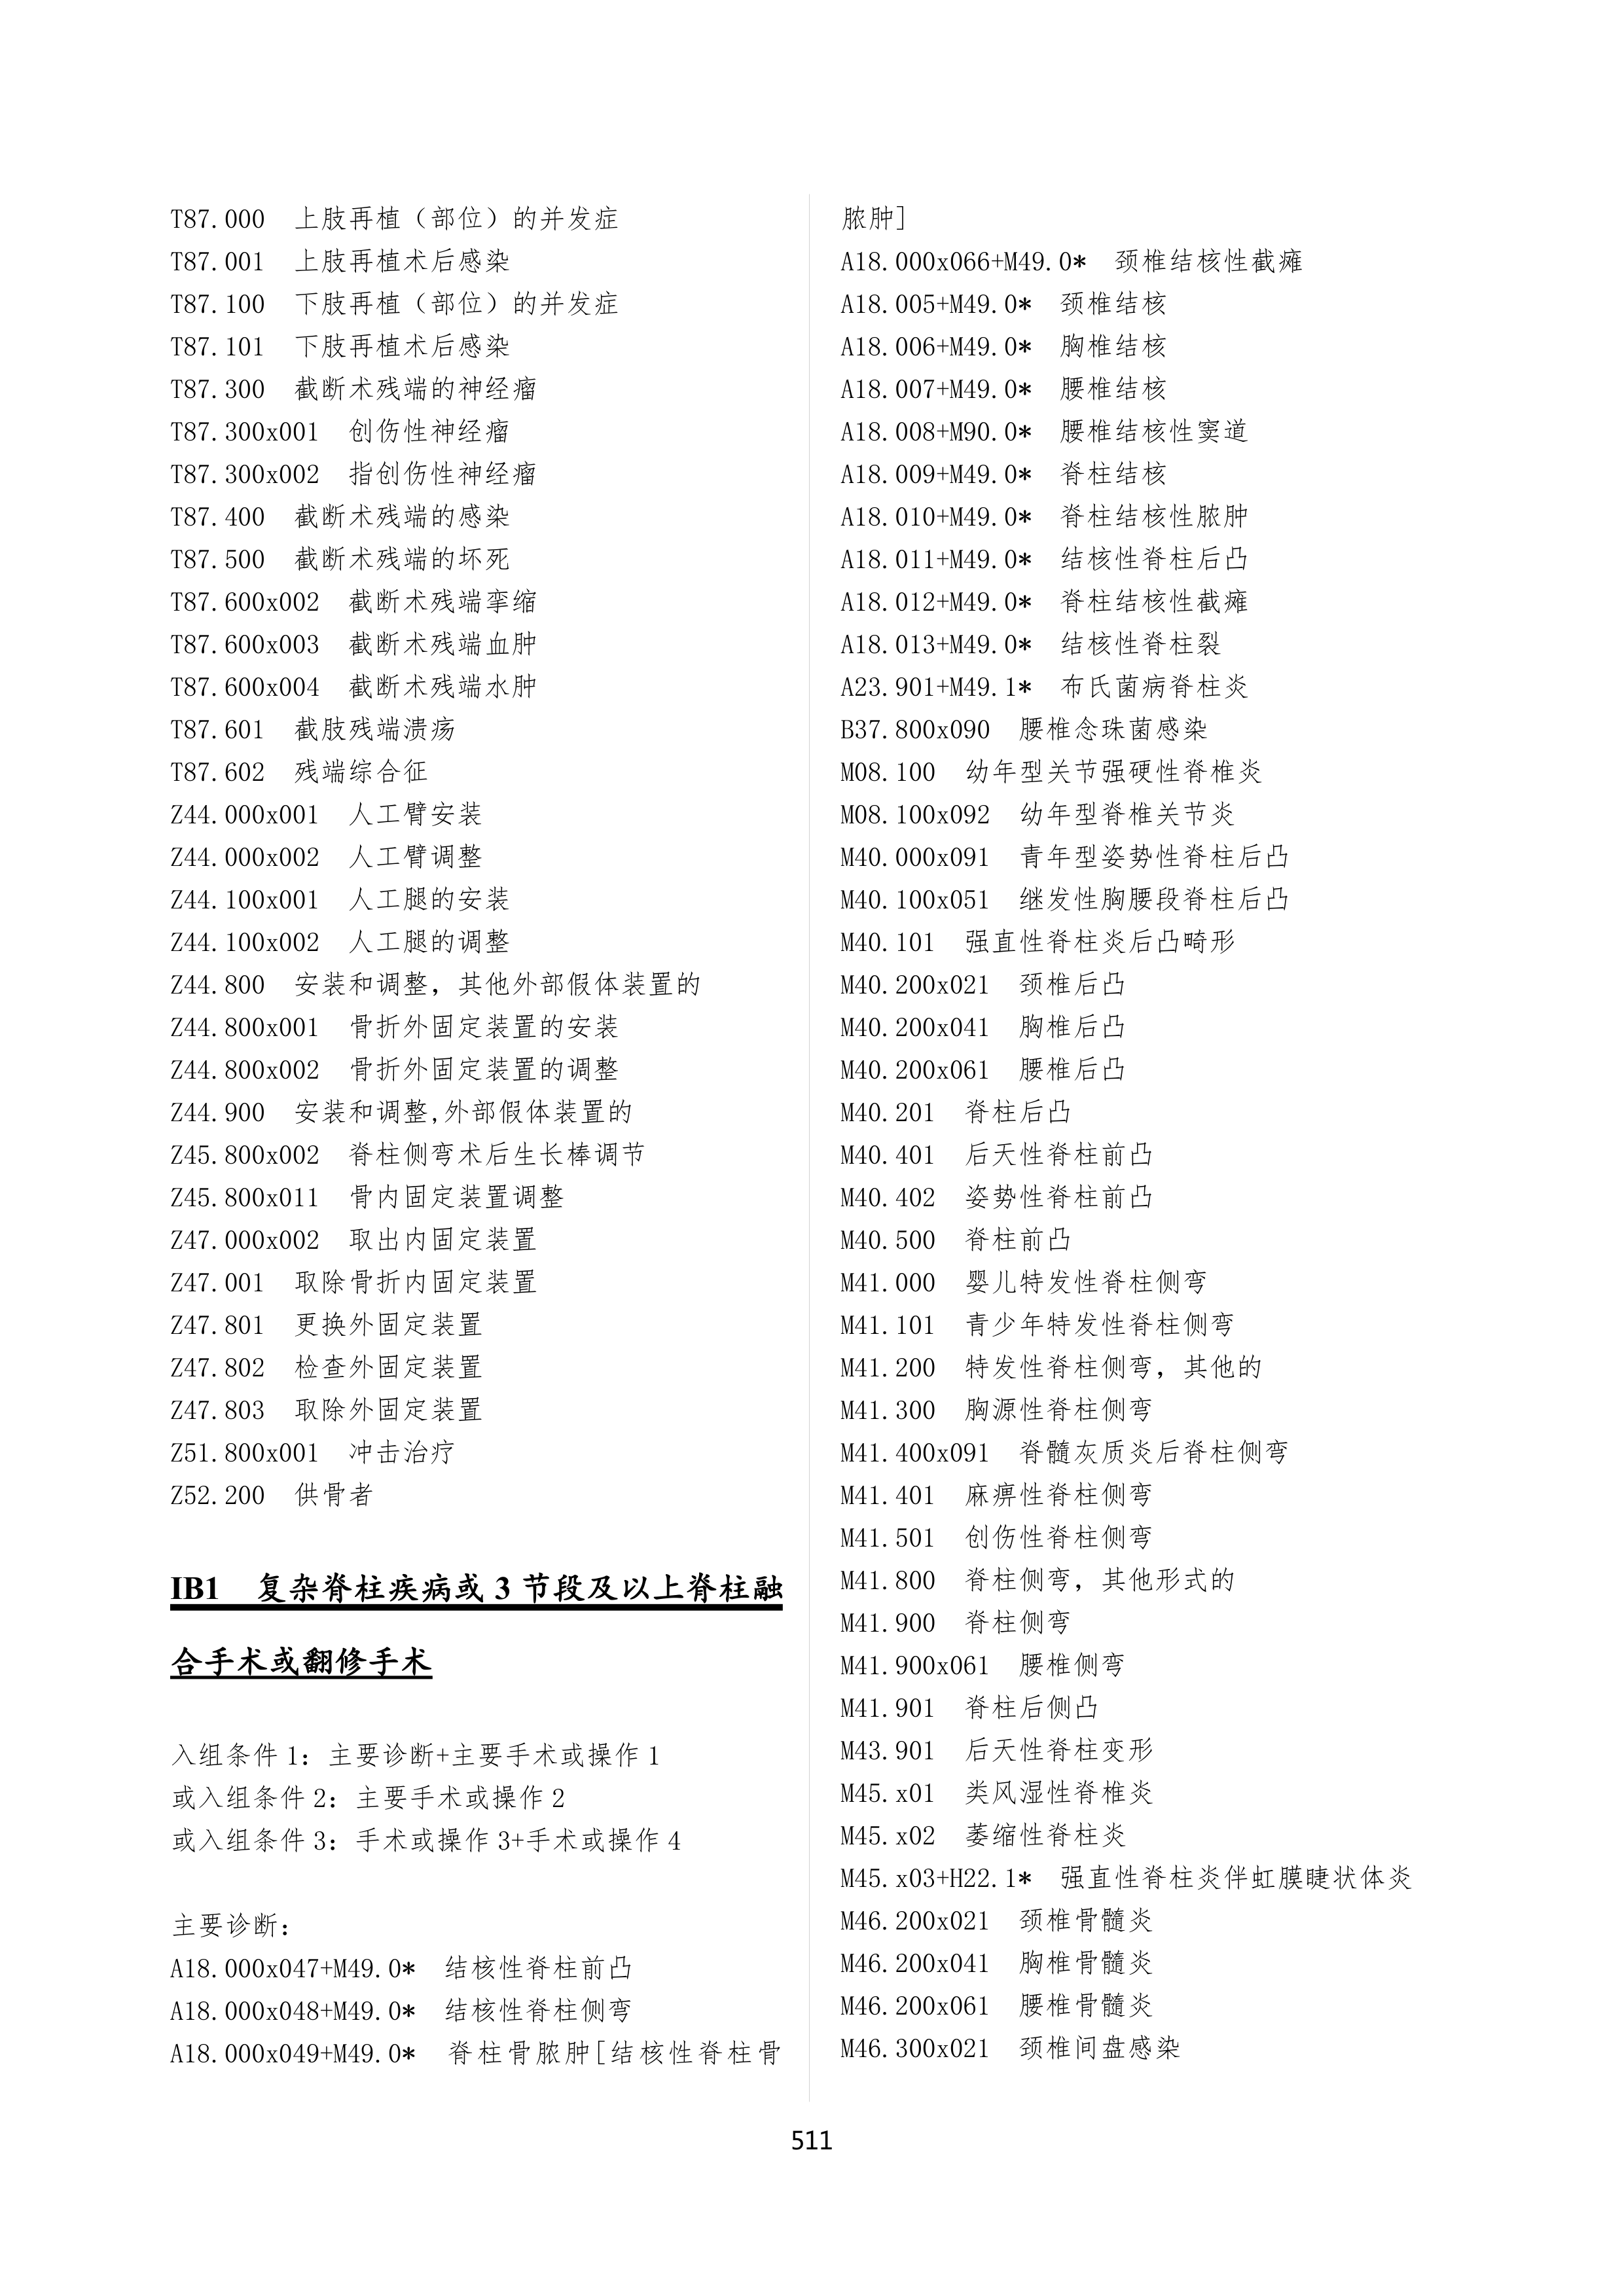 T87.000 上肢再植（部位）的并发症
T87.001 上肢再植术后感染
T87.100 下肢再植（部位）的并发症
T87.101 下肢再植术后感染
T87.300 截断术残端的神经瘤
T87.300x001 创伤性神经瘤
T87.300x002 指创伤性神经瘤
T87.400 截断术残端的感染
T87.500 截断术残端的坏死
T87.600x002 截断术残端挛缩
T87.600x003 截断术残端血肿
T87.600x004 截断术残端水肿
T87.601 截肢残端溃疡
T87.602 残端综合征
Z44.000x001 人工臂安装
Z44.000x002 人工臂调整
Z44.100x001 人工腿的安装
Z44.100x002 人工腿的调整
Z44.800 安装和调整，其他外部假体装置的
Z44.800x001 骨折外固定装置的安装
Z44.800x002 骨折外固定装置的调整
Z44.900 安装和调整,外部假体装置的
Z45.800x002 脊柱侧弯术后生长棒调节
Z45.800x011 骨内固定装置调整
Z47.000x002 取出内固定装置
Z47.001 取除骨折内固定装置
Z47.801 更换外固定装置
Z47.802 检查外固定装置
Z47.803 取除外固定装置
Z51.800x001 冲击治疗
Z52.200 供骨者
IB1 复杂脊柱疾病或 3 节段及以上脊柱融
合手术或翻修手术
入组条件 1：主要诊断+主要手术或操作 1
或入组条件 2：主要手术或操作 2
或入组条件 3：手术或操作 3+手术或操作 4
主要诊断：
A18.000x047+M49.0* 结核性脊柱前凸
A18.000x048+M49.0* 结核性脊柱侧弯
A18.000x049+M49.0* 脊柱骨脓肿[结核性脊柱骨
脓肿]
A18.000x066+M49.0* 颈椎结核性截瘫
A18.005+M49.0* 颈椎结核
A18.006+M49.0* 胸椎结核
A18.007+M49.0* 腰椎结核
A18.008+M90.0* 腰椎结核性窦道
A18.009+M49.0* 脊柱结核
A18.010+M49.0* 脊柱结核性脓肿
A18.011+M49.0* 结核性脊柱后凸
A18.012+M49.0* 脊柱结核性截瘫
A18.013+M49.0* 结核性脊柱裂
A23.901+M49.1* 布氏菌病脊柱炎
B37.800x090 腰椎念珠菌感染
M08.100 幼年型关节强硬性脊椎炎
M08.100x092 幼年型脊椎关节炎
M40.000x091 青年型姿势性脊柱后凸
M40.100x051 继发性胸腰段脊柱后凸
M40.101 强直性脊柱炎后凸畸形
M40.200x021 颈椎后凸
M40.200x041 胸椎后凸
M40.200x061 腰椎后凸
M40.201 脊柱后凸
M40.401 后天性脊柱前凸
M40.402 姿势性脊柱前凸
M40.500 脊柱前凸
M41.000 婴儿特发性脊柱侧弯
M41.101 青少年特发性脊柱侧弯
M41.200 特发性脊柱侧弯，其他的
M41.300 胸源性脊柱侧弯
M41.400x091 脊髓灰质炎后脊柱侧弯
M41.401 麻痹性脊柱侧弯
M41.501 创伤性脊柱侧弯
M41.800 脊柱侧弯，其他形式的
M41.900 脊柱侧弯
M41.900x061 腰椎侧弯
M41.901 脊柱后侧凸
M43.901 后天性脊柱变形
M45.x01 类风湿性脊椎炎
M45.x02 萎缩性脊柱炎
M45.x03+H22.1* 强直性脊柱炎伴虹膜睫状体炎
M46.200x021 颈椎骨髓炎
M46.200x041 胸椎骨髓炎
M46.200x061 腰椎骨髓炎
M46.300x021 颈椎间盘感染
511